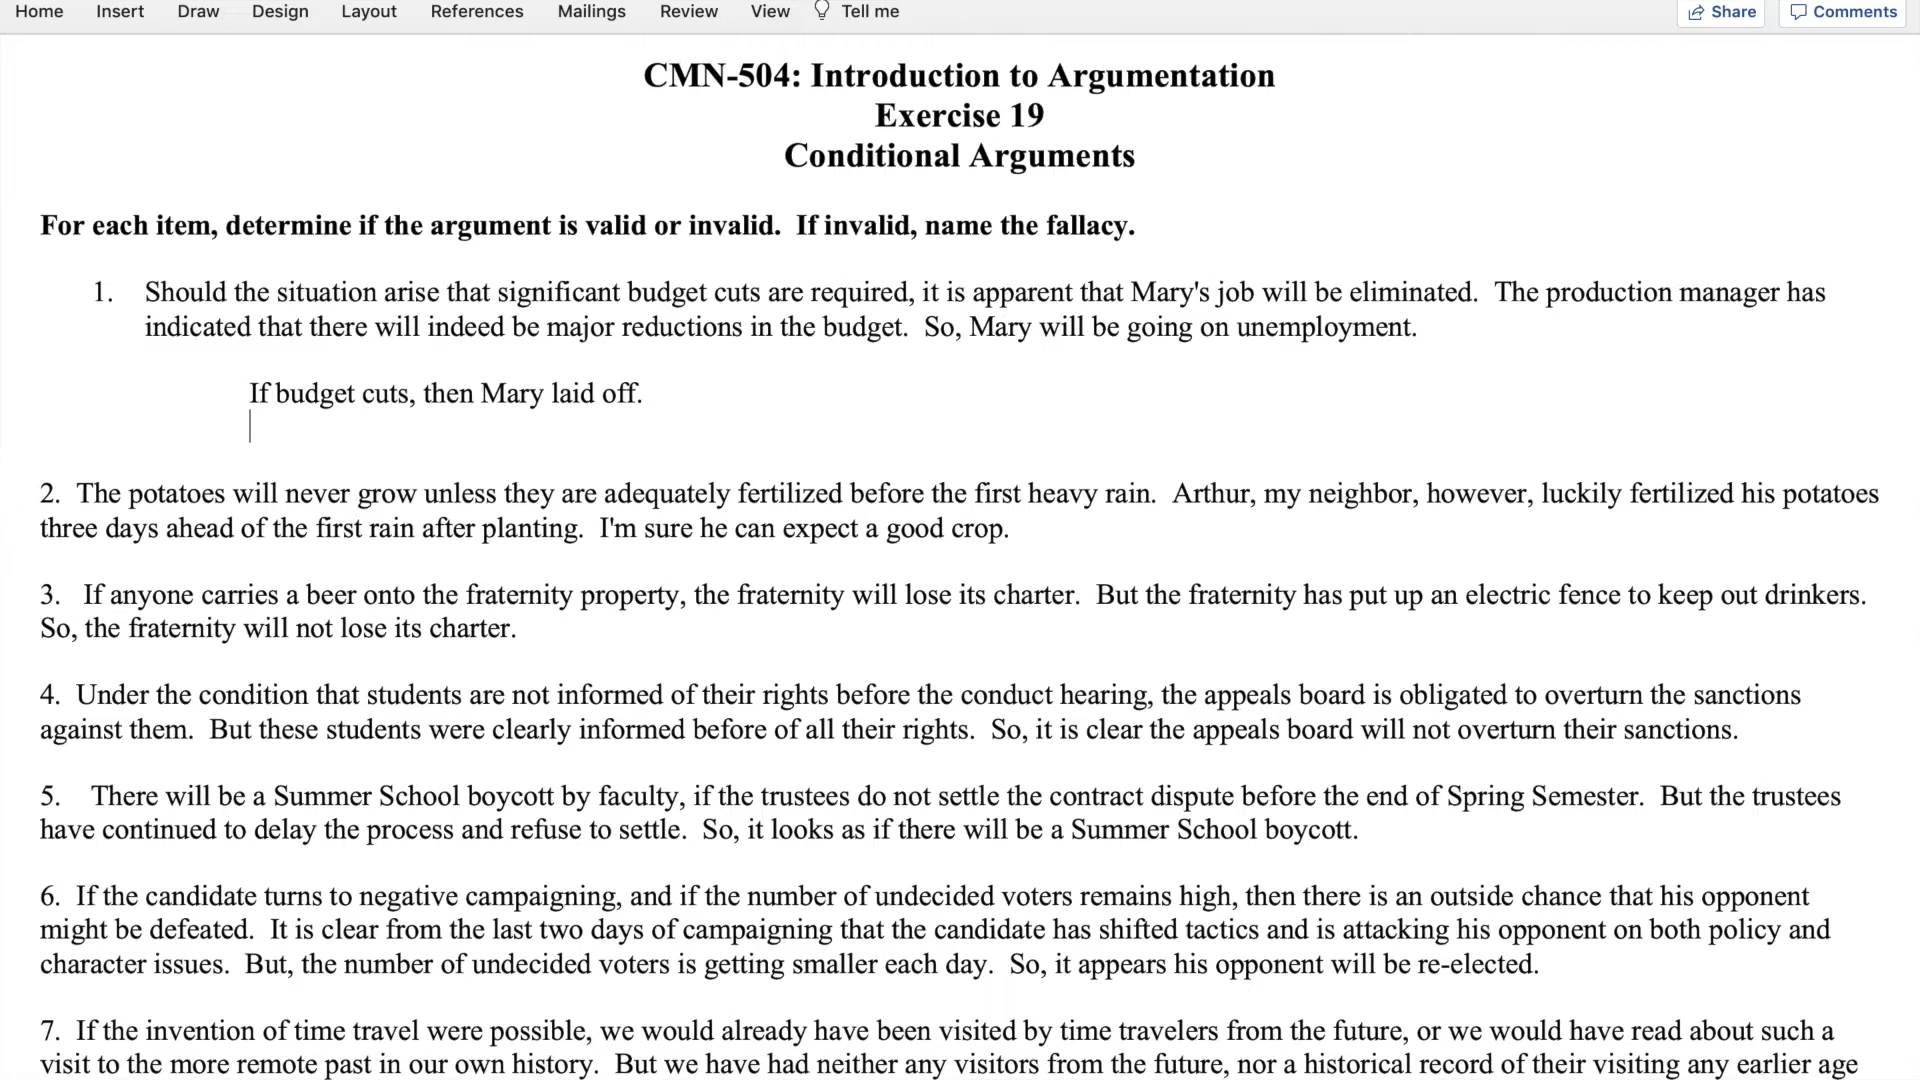 Home Insert Draw Design Layout References Mailings Review View Tell me Share Comments
CMN-504: Introduction to Argumentation
Exercise 19
Conditional Arguments
For each item, determine if the argument is valid or invalid.  If invalid, name the fallacy.
1. Should the situation arise that significant budget cuts are required, it is apparent that Mary's job will be eliminated.  The production manager has
indicated that there will indeed be major reductions in the budget.  So, Mary will be going on unemployment.
If budget cuts, then Mary laid off.
2.  The potatoes will never grow unless they are adequately fertilized before the first heavy rain.  Arthur, my neighbor, however, luckily fertilized his potatoes
three days ahead of the first rain after planting.  I'm sure he can expect a good crop.
3.   If anyone carries a beer onto the fraternity property, the fraternity will lose its charter.  But the fraternity has put up an electric fence to keep out drinkers.
So, the fraternity will not lose its charter.
4.  Under the condition that students are not informed of their rights before the conduct hearing, the appeals board is obligated to overturn the sanctions
against them.  But these students were clearly informed before of all their rights.  So, it is clear the appeals board will not overturn their sanctions.
5.    There will be a Summer School boycott by faculty, if the trustees do not settle the contract dispute before the end of Spring Semester.  But the trustees
have continued to delay the process and refuse to settle.  So, it looks as if there will be a Summer School boycott.
6.  If the candidate turns to negative campaigning, and if the number of undecided voters remains high, then there is an outside chance that his opponent
might be defeated.  It is clear from the last two days of campaigning that the candidate has shifted tactics and is attacking his opponent on both policy and
character issues.  But, the number of undecided voters is getting smaller each day.  So, it appears his opponent will be re-elected.
7.  If the invention of time travel were possible, we would already have been visited by time travelers from the future, or we would have read about such a
visit to the more remote past in our own history.  But we have had neither any visitors from the future, nor a historical record of their visiting any earlier age